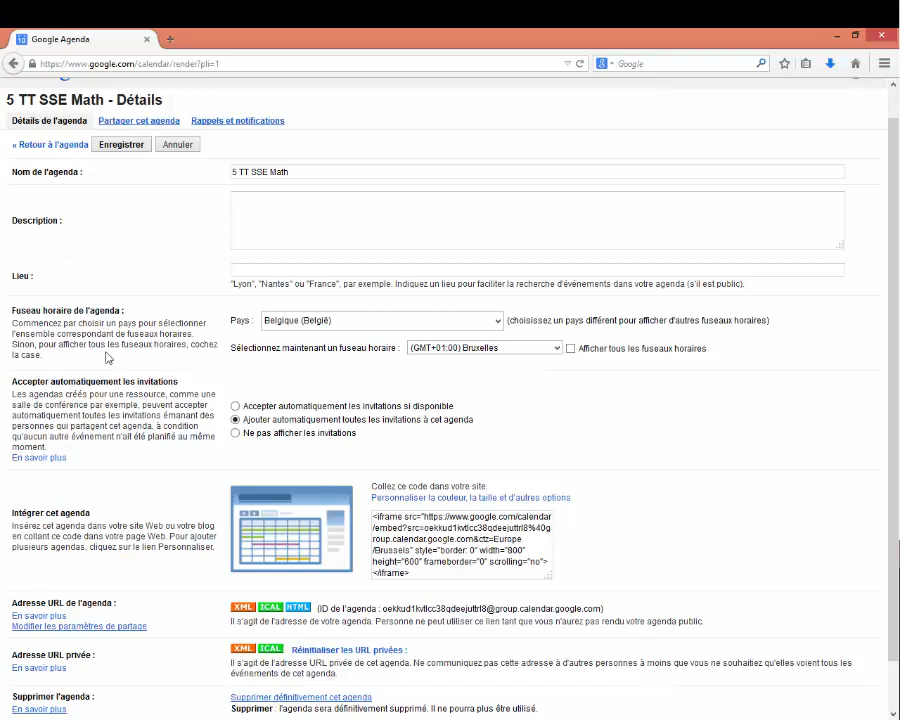 Google Agenda
https://www.google.com/calendar/render?pli=1
Google
5 TT SSE Math - Détails
Détails de l'agenda Partager cet agenda Rappels et notifications
« Retour à l'agenda Enregistrer Annuler
Nom de l'agenda : 5 TT SSE Math
Description :
Lieu :
"Lyon", "Nantes" ou "France", par exemple. Indiquez un lieu pour faciliter la recherche d'événements dans votre agenda (s'il est public).
Fuseau horaire de l'agenda :
Commencez par choisir un pays pour sélectionner
l'ensemble correspondant de fuseaux horaires.
Sinon, pour afficher tous les fuseaux horaires, cochez
la case.
Pays : Belgique (België) (choisissez un pays différent pour afficher d'autres fuseaux horaires)
Sélectionnez maintenant un fuseau horaire : (GMT+01:00) Bruxelles Afficher tous les fuseaux horaires
Accepter automatiquement les invitations
Les agendas créés pour une ressource, comme une
salle de conférence par exemple, peuvent accepter
automatiquement toutes les invitations émanant des
personnes qui partagent cet agenda, à condition
qu'aucun autre événement n'ait été planifié au même
moment.
En savoir plus
Accepter automatiquement les invitations si disponible
Ajouter automatiquement toutes les invitations à cet agenda
Ne pas afficher les invitations
Intégrer cet agenda
Insérez cet agenda dans votre site Web ou votre blog
en collant ce code dans votre page Web. Pour ajouter
plusieurs agendas, cliquez sur le lien Personnaliser.
Collez ce code dans votre site.
Personnaliser la couleur, la taille et d'autres options
<iframe src="https://www.google.com/calendar
/embed?src=oekkud1kvtlcc38qdeejuttrl8%40g
roup.calendar.google.com&ctz=Europe
/Brussels" style="border: 0" width="800"
height="600" frameborder="0" scrolling="no">
</iframe>
Adresse URL de l'agenda :
En savoir plus
Modifier les paramètres de partage
XML ICAL HTML (ID de l'agenda : oekkud1kvtlcc38qdeejuttrl8@group.calendar.google.com)
Il s'agit de l'adresse de votre agenda. Personne ne peut utiliser ce lien tant que vous n'aurez pas rendu votre agenda public.
Adresse URL privée :
En savoir plus
XML ICAL Réinitialiser les URL privées :
Il s'agit de l'adresse URL privée de cet agenda. Ne communiquez pas cette adresse à d'autres personnes à moins que vous ne souhaitiez qu'elles voient tous les
événements de cet agenda.
Supprimer l'agenda :
En savoir plus
Supprimer définitivement cet agenda
Supprimer : l'agenda sera définitivement supprimé. Il ne pourra plus être utilisé.